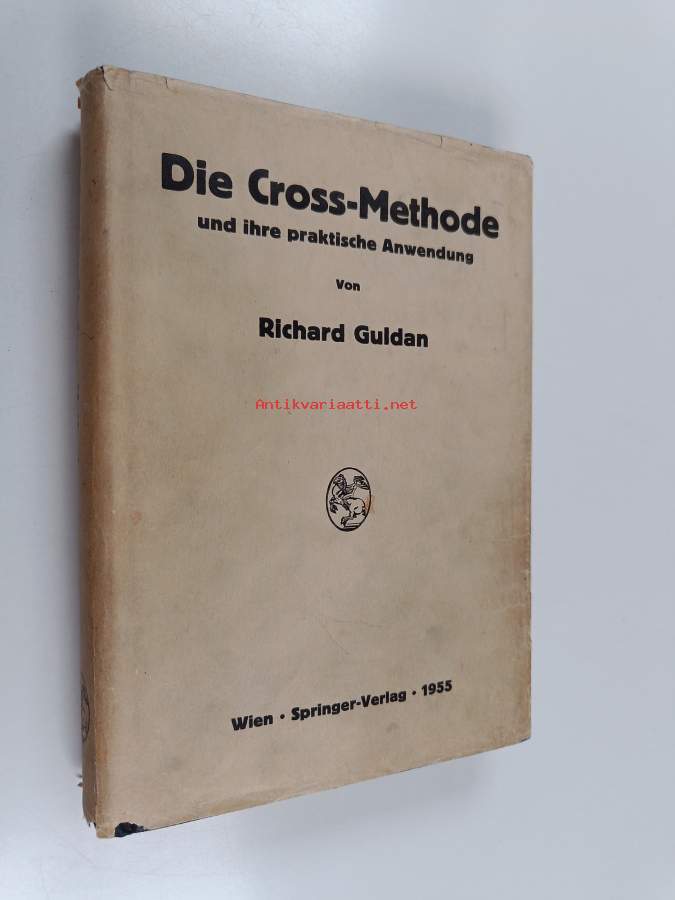 Die Cross-Methode
und ihre praktische Anwendung
Von
Richard Guldan
Antikvariaatti.net
Wien · Springer-Verlag · 1955